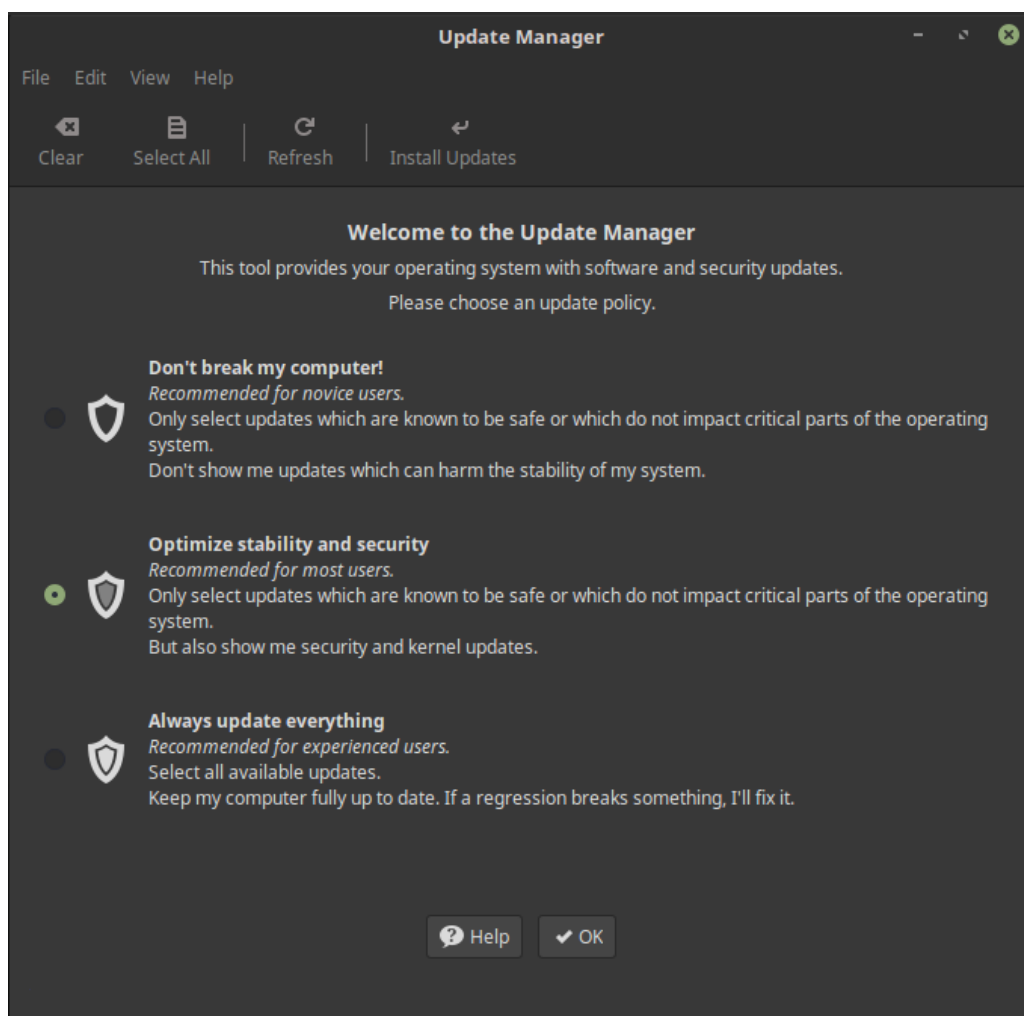 Update Manager
File Edit View Help
Clear Select All Refresh Install Updates
Welcome to the Update Manager
This tool provides your operating system with software and security updates.
Please choose an update policy.
Don't break my computer!
Recommended for novice users.
Only select updates which are known to be safe or which do not impact critical parts of the operating
system.
Don't show me updates which can harm the stability of my system.
Optimize stability and security
Recommended for most users.
Only select updates which are known to be safe or which do not impact critical parts of the operating
system.
But also show me security and kernel updates.
Always update everything
Recommended for experienced users.
Select all available updates.
Keep my computer fully up to date. If a regression breaks something, I'll fix it.
Help OK